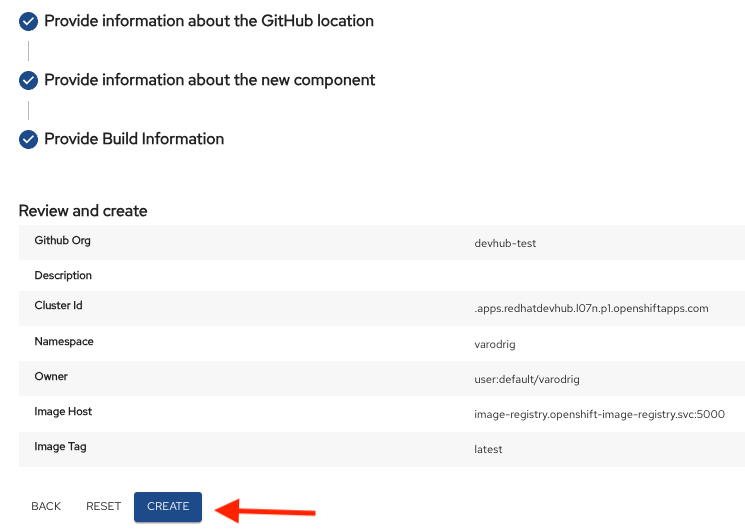 Provide information about the GitHub location
Provide information about the new component
Provide Build Information
Review and create
Github Org devhub-test
Description
Cluster Id .apps.redhatdevhub.l07n.p1.openshiftapps.com
Namespace varodrig
Owner user:default/varodrig
Image Host image-registry.openshift-image-registry.svc:5000
Image Tag latest
BACK RESET CREATE